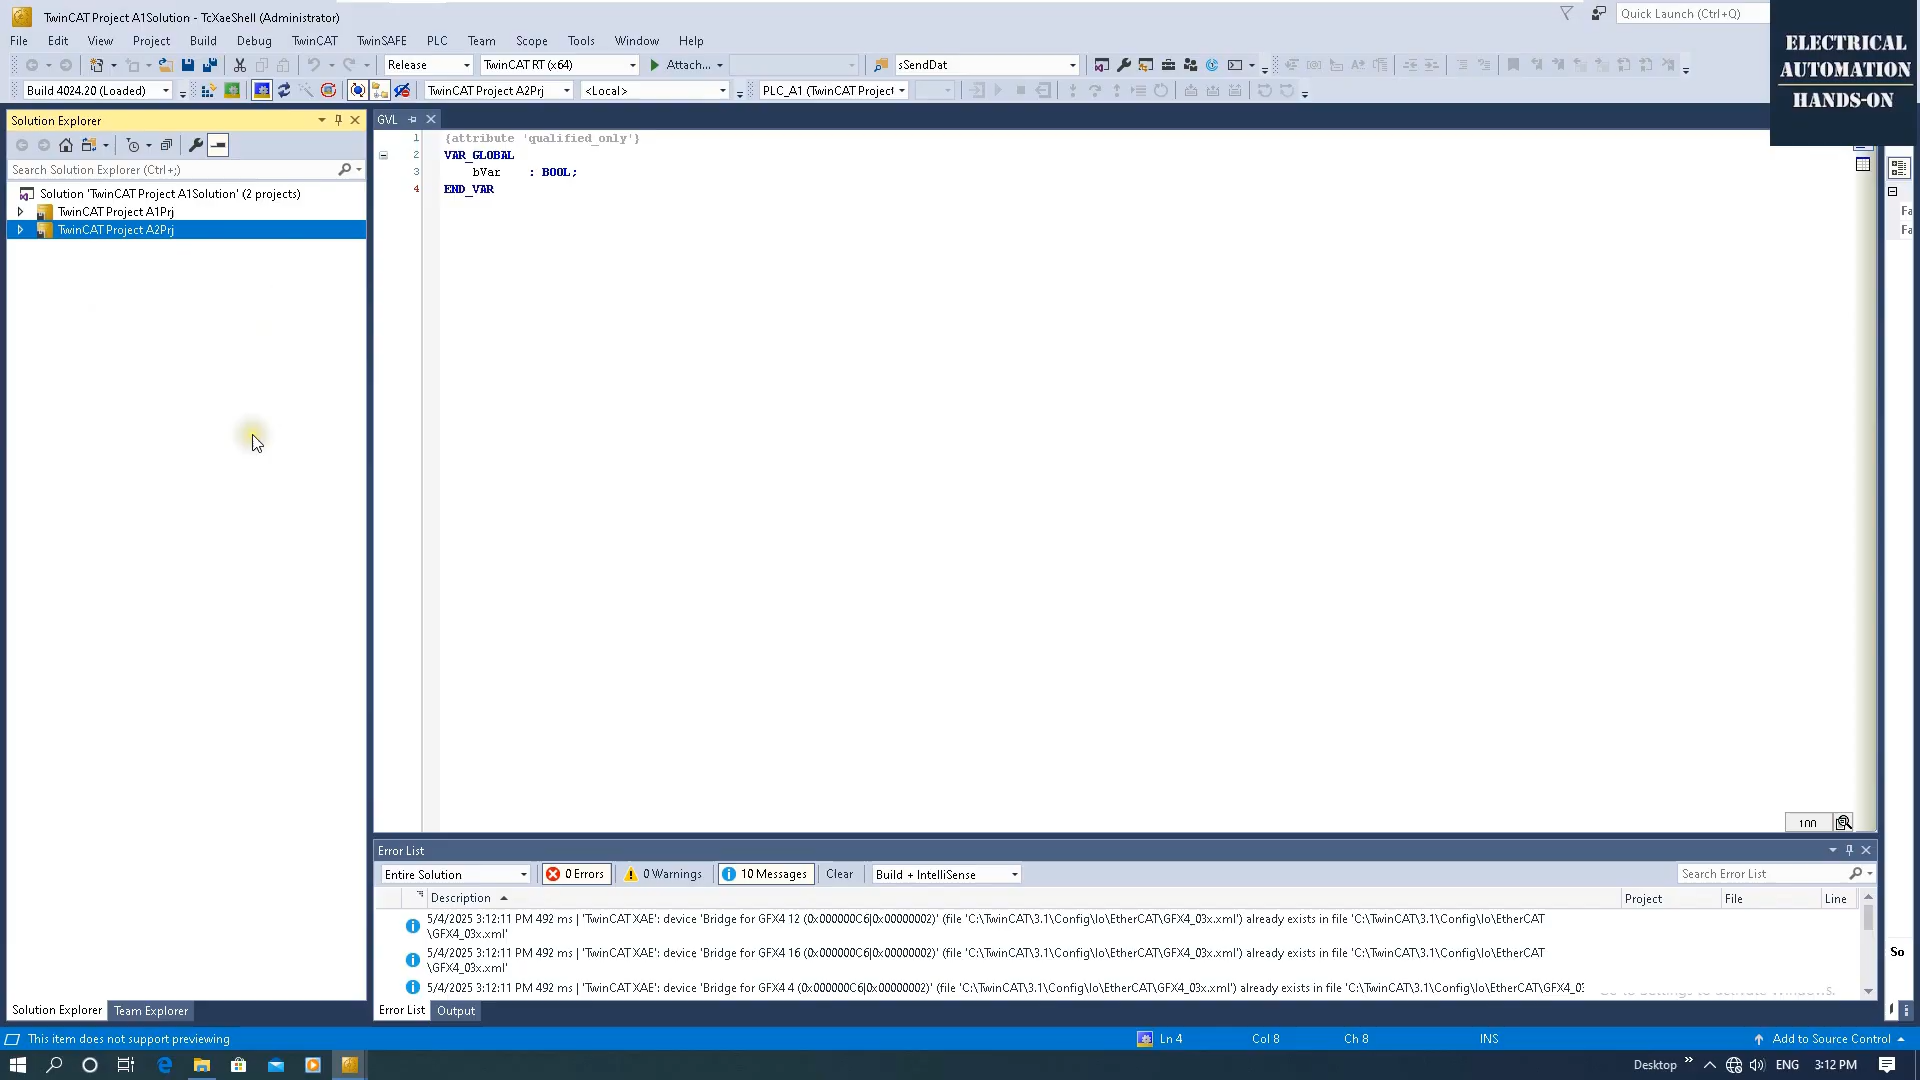 TwinCAT Project A1Solution - TcXaeShell (Administrator)
Quick Launch (Ctrl+Q)
File Edit View Project Build Debug TwinCAT TwinSAFE PLC Team Scope Tools Window Help
Release TwinCAT RT (x64) Attach... sSendDat
Build 4024.20 (Loaded) TwinCAT Project A2Prj <Local> PLC_A1 (TwinCAT Project
ELECTRICAL
AUTOMATION
HANDS-ON
Solution Explorer
Search Solution Explorer (Ctrl+;)
Solution 'TwinCAT Project A1Solution' (2 projects)
TwinCAT Project A1Prj
TwinCAT Project A2Prj
GVL
1 {attribute 'qualified_only'}
2 VAR_GLOBAL
3 bVar : BOOL;
4 END_VAR
Fa
Fa
100
Error List
Entire Solution 0 Errors 0 Warnings 10 Messages Clear Build + IntelliSense Search Error List
Description Project File Line
5/4/2025 3:12:11 PM 492 ms | 'TwinCAT XAE': device 'Bridge for GFX4 12 (0x000000C6|0x00000002)' (file 'C:\TwinCAT\3.1\Config\Io\EtherCAT\GFX4_03x.xml') already exists in file 'C:\TwinCAT\3.1\Config\Io\EtherCAT
\GFX4_03x.xml'
5/4/2025 3:12:11 PM 492 ms | 'TwinCAT XAE': device 'Bridge for GFX4 16 (0x000000C6|0x00000002)' (file 'C:\TwinCAT\3.1\Config\Io\EtherCAT\GFX4_03x.xml') already exists in file 'C:\TwinCAT\3.1\Config\Io\EtherCAT
\GFX4_03x.xml'
5/4/2025 3:12:11 PM 492 ms | 'TwinCAT XAE': device 'Bridge for GFX4 4 (0x000000C6|0x00000002)' (file 'C:\TwinCAT\3.1\Config\Io\EtherCAT\GFX4_03x.xml') already exists in file 'C:\TwinCAT\3.1\Config\Io\EtherCAT\GFX4_03
So
Go to Settings to activate Windows.
Solution Explorer Team Explorer
Error List Output
This item does not support previewing Ln 4 Col 8 Ch 8 INS Add to Source Control
Desktop ENG 3:12 PM